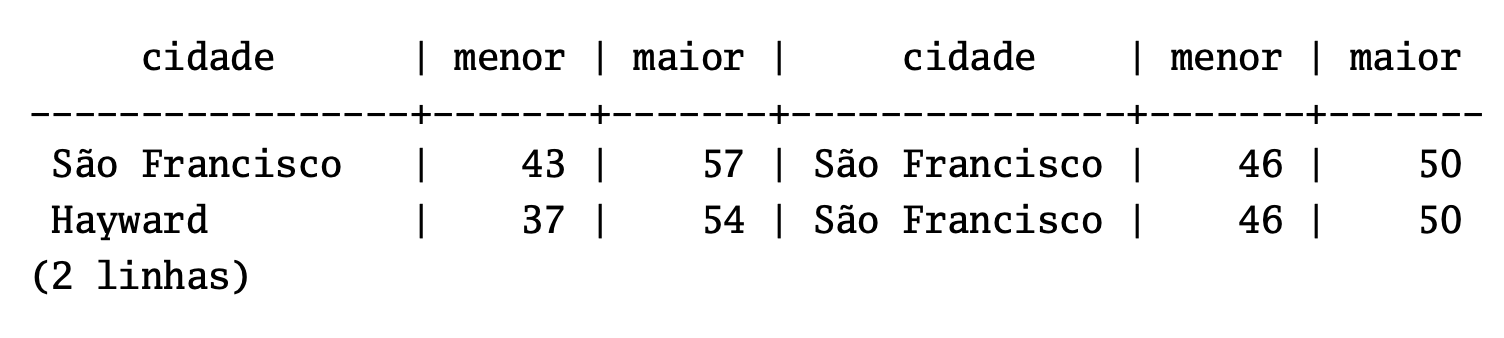 cidade | menor | maior | cidade | menor | maior
----------------+-------+-------+---------------+-------+-------
São Francisco | 43 | 57 | São Francisco | 46 | 50
Hayward | 37 | 54 | São Francisco | 46 | 50
(2 linhas)